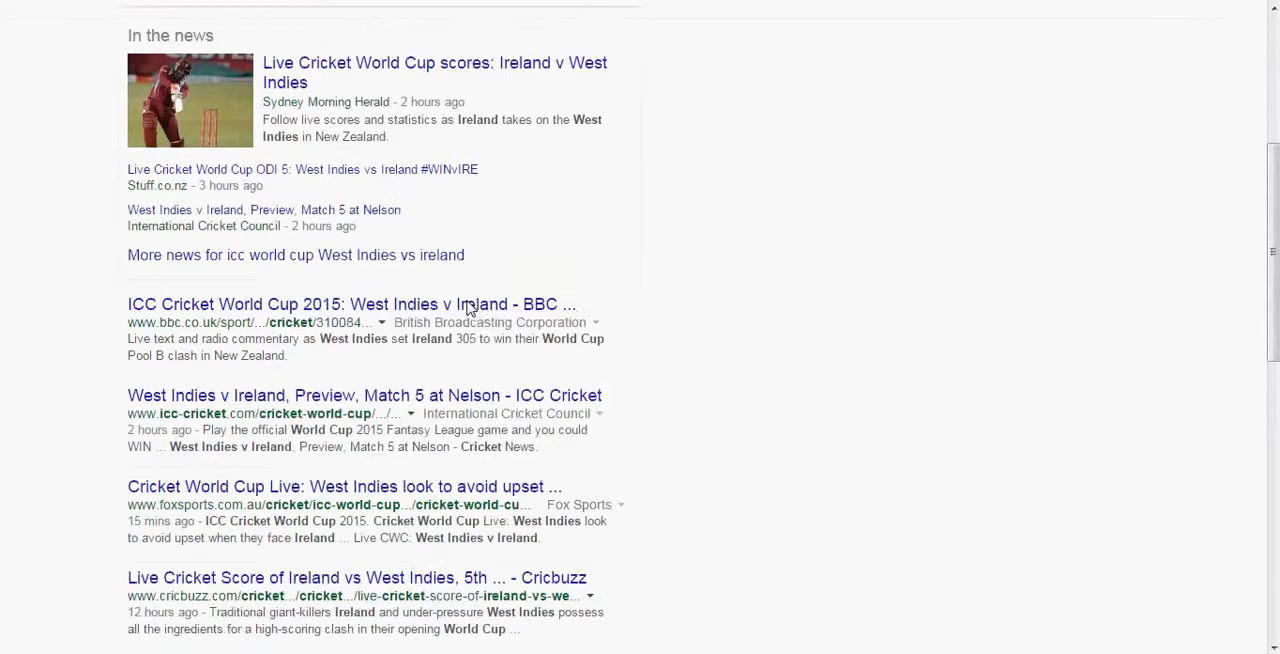 In the news
Live Cricket World Cup scores: Ireland v West
Indies
Sydney Morning Herald - 2 hours ago
Follow live scores and statistics as Ireland takes on the West
Indies in New Zealand.
Live Cricket World Cup ODI 5: West Indies vs Ireland #WINvIRE
Stuff.co.nz - 3 hours ago
West Indies v Ireland, Preview, Match 5 at Nelson
International Cricket Council - 2 hours ago
More news for icc world cup West Indies vs ireland
ICC Cricket World Cup 2015: West Indies v Ireland - BBC ...
www.bbc.co.uk/sport/.../cricket/310084... British Broadcasting Corporation
Live text and radio commentary as West Indies set Ireland 305 to win their World Cup
Pool B clash in New Zealand.
West Indies v Ireland, Preview, Match 5 at Nelson - ICC Cricket
www.icc-cricket.com/cricket-world-cup/.../... International Cricket Council
2 hours ago - Play the official World Cup 2015 Fantasy League game and you could
WIN ... West Indies v Ireland, Preview, Match 5 at Nelson - Cricket News.
Cricket World Cup Live: West Indies look to avoid upset ...
www.foxsports.com.au/cricket/icc-world-cup.../cricket-world-cu... Fox Sports
15 mins ago - ICC Cricket World Cup 2015. Cricket World Cup Live: West Indies look
to avoid upset when they face Ireland ... Live CWC: West Indies v Ireland.
Live Cricket Score of Ireland vs West Indies, 5th ... - Cricbuzz
www.cricbuzz.com/cricket.../cricket.../live-cricket-score-of-ireland-vs-we...
12 hours ago - Traditional giant-killers Ireland and under-pressure West Indies possess
all the ingredients for a high-scoring clash in their opening World Cup ...